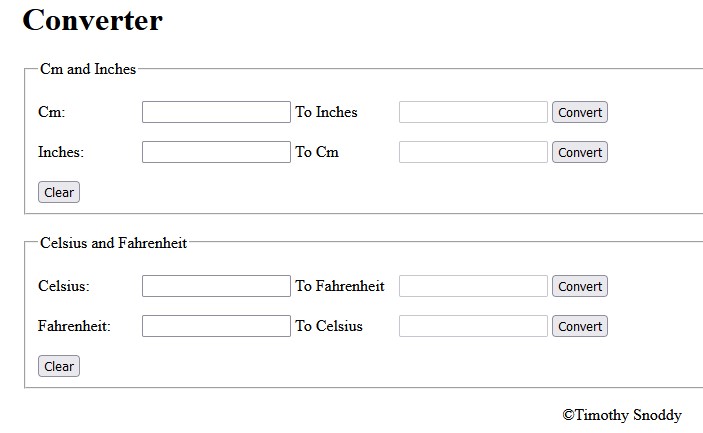 Converter
Cm and Inches
Cm: To Inches Convert
Inches: To Cm Convert
Clear
Celsius and Fahrenheit
Celsius: To Fahrenheit Convert
Fahrenheit: To Celsius Convert
Clear
©Timothy Snoddy